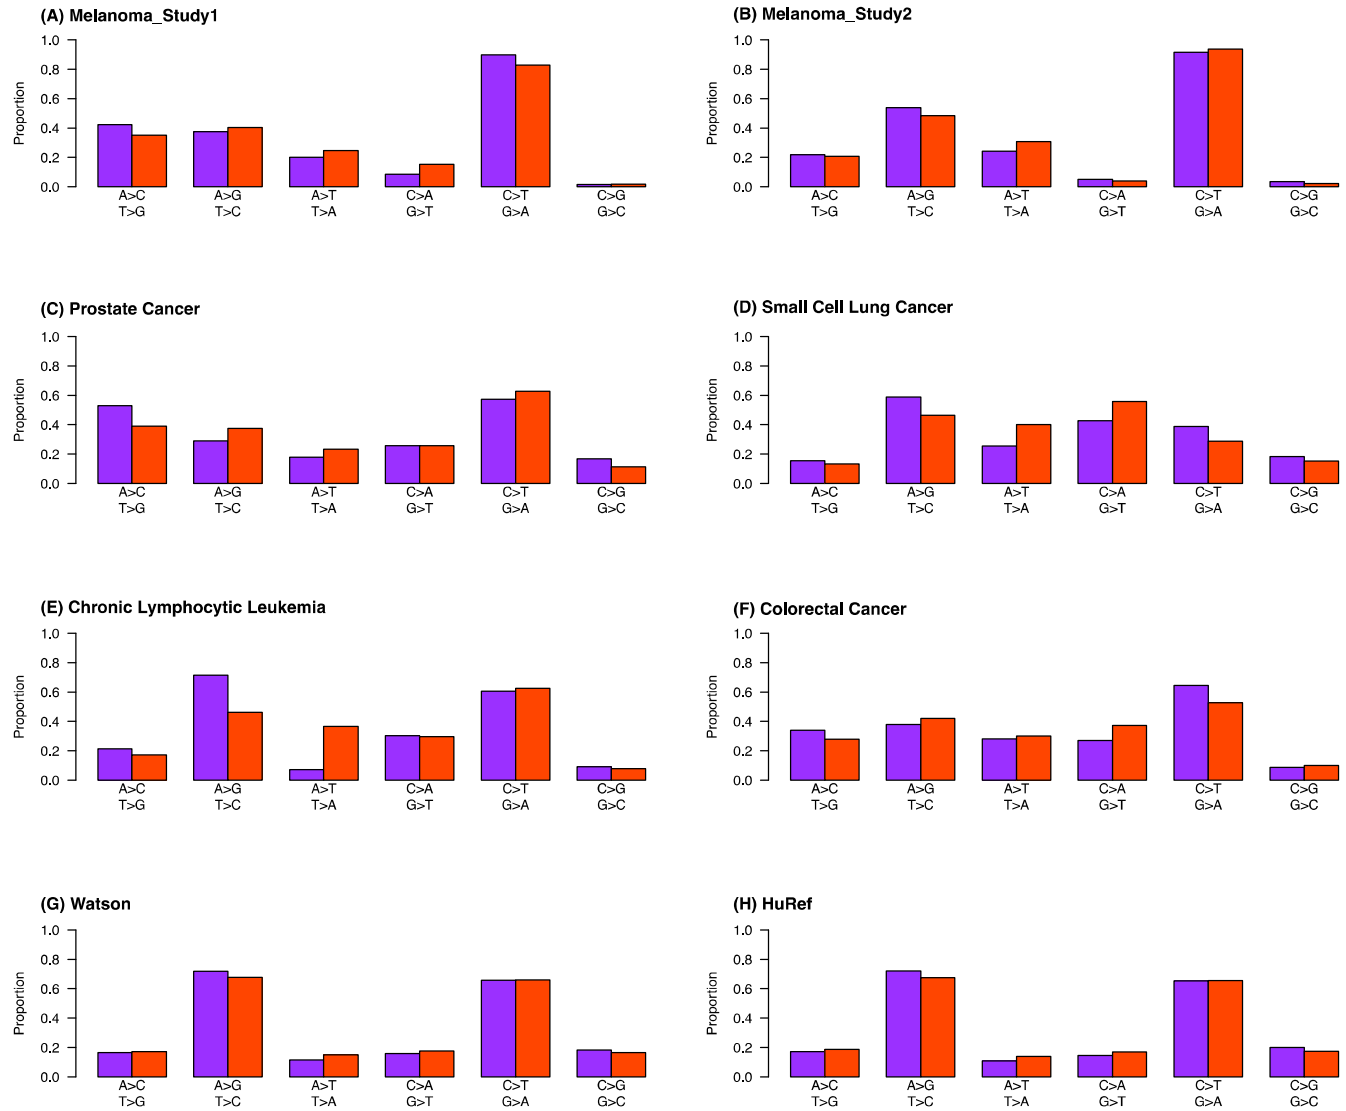 (A) Melanoma_Study1
Proportion
1.0
0.8
0.6
0.4
0.2
0.0
A>C A>G A>T C>A C>T C>G
T>G T>C T>A G>T G>A G>C
(B) Melanoma_Study2
Proportion
1.0
0.8
0.6
0.4
0.2
0.0
A>C A>G A>T C>A C>T C>G
T>G T>C T>A G>T G>A G>C
(C) Prostate Cancer
Proportion
1.0
0.8
0.6
0.4
0.2
0.0
A>C A>G A>T C>A C>T C>G
T>G T>C T>A G>T G>A G>C
(D) Small Cell Lung Cancer
Proportion
1.0
0.8
0.6
0.4
0.2
0.0
A>C A>G A>T C>A C>T C>G
T>G T>C T>A G>T G>A G>C
(E) Chronic Lymphocytic Leukemia
Proportion
1.0
0.8
0.6
0.4
0.2
0.0
A>C A>G A>T C>A C>T C>G
T>G T>C T>A G>T G>A G>C
(F) Colorectal Cancer
Proportion
1.0
0.8
0.6
0.4
0.2
0.0
A>C A>G A>T C>A C>T C>G
T>G T>C T>A G>T G>A G>C
(G) Watson
Proportion
1.0
0.8
0.6
0.4
0.2
0.0
A>C A>G A>T C>A C>T C>G
T>G T>C T>A G>T G>A G>C
(H) HuRef
Proportion
1.0
0.8
0.6
0.4
0.2
0.0
A>C A>G A>T C>A C>T C>G
T>G T>C T>A G>T G>A G>C